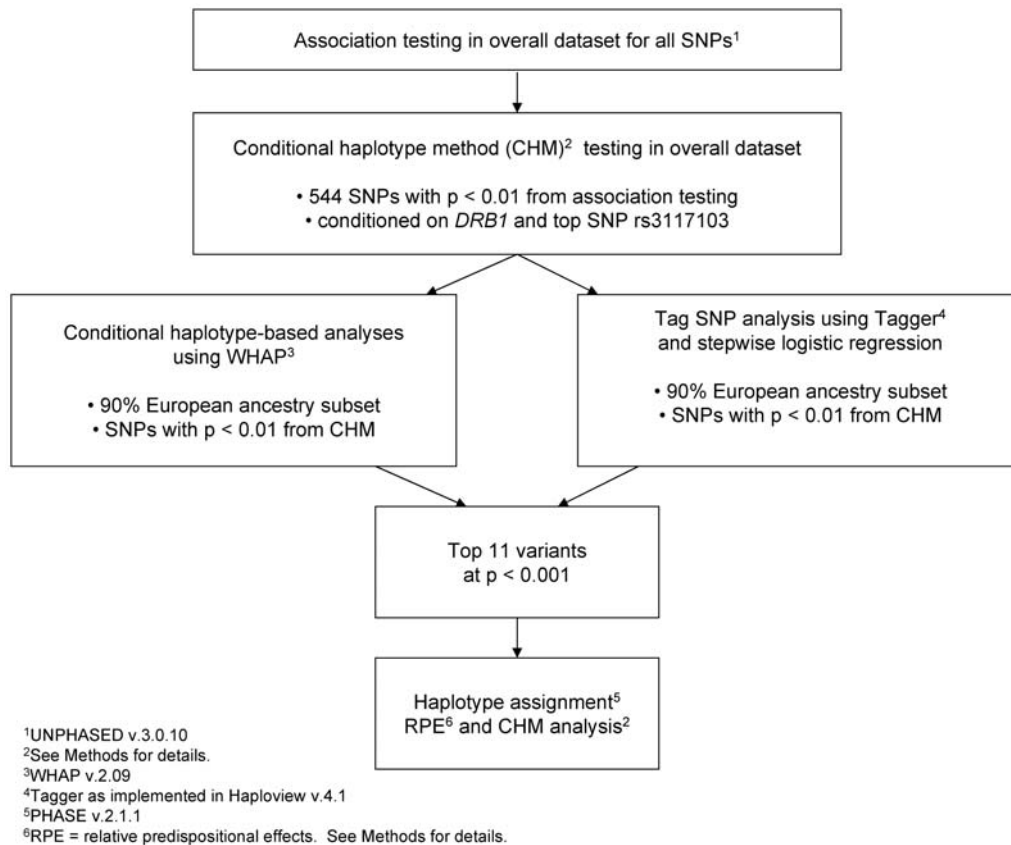 Association testing in overall dataset for all SNPs¹
Conditional haplotype method (CHM)² testing in overall dataset
• 544 SNPs with p < 0.01 from association testing
• conditioned on DRB1 and top SNP rs3117103
Conditional haplotype-based analyses
using WHAP³
• 90% European ancestry subset
• SNPs with p < 0.01 from CHM
Tag SNP analysis using Tagger⁴
and stepwise logistic regression
• 90% European ancestry subset
• SNPs with p < 0.01 from CHM
Top 11 variants
at p < 0.001
Haplotype assignment⁵
RPE⁶ and CHM analysis²
¹UNPHASED v.3.0.10
²See Methods for details.
³WHAP v.2.09
⁴Tagger as implemented in Haploview v.4.1
⁵PHASE v.2.1.1
⁶RPE = relative predispositional effects.  See Methods for details.